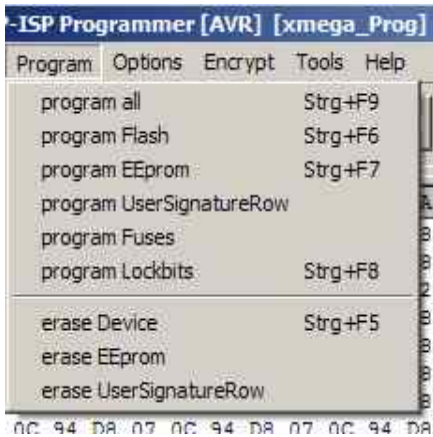 -ISP Programmer [AVR] [xmega_Prog]
Program Options Encrypt Tools Help
program all Strg+F9
program Flash Strg+F6
program EEprom Strg+F7
program UserSignatureRow
program Fuses
program Lockbits Strg+F8
erase Device Strg+F5
erase EEprom
erase UserSignatureRow
0C 94 D8 07 0C 94 D8 07 0C 94 D8